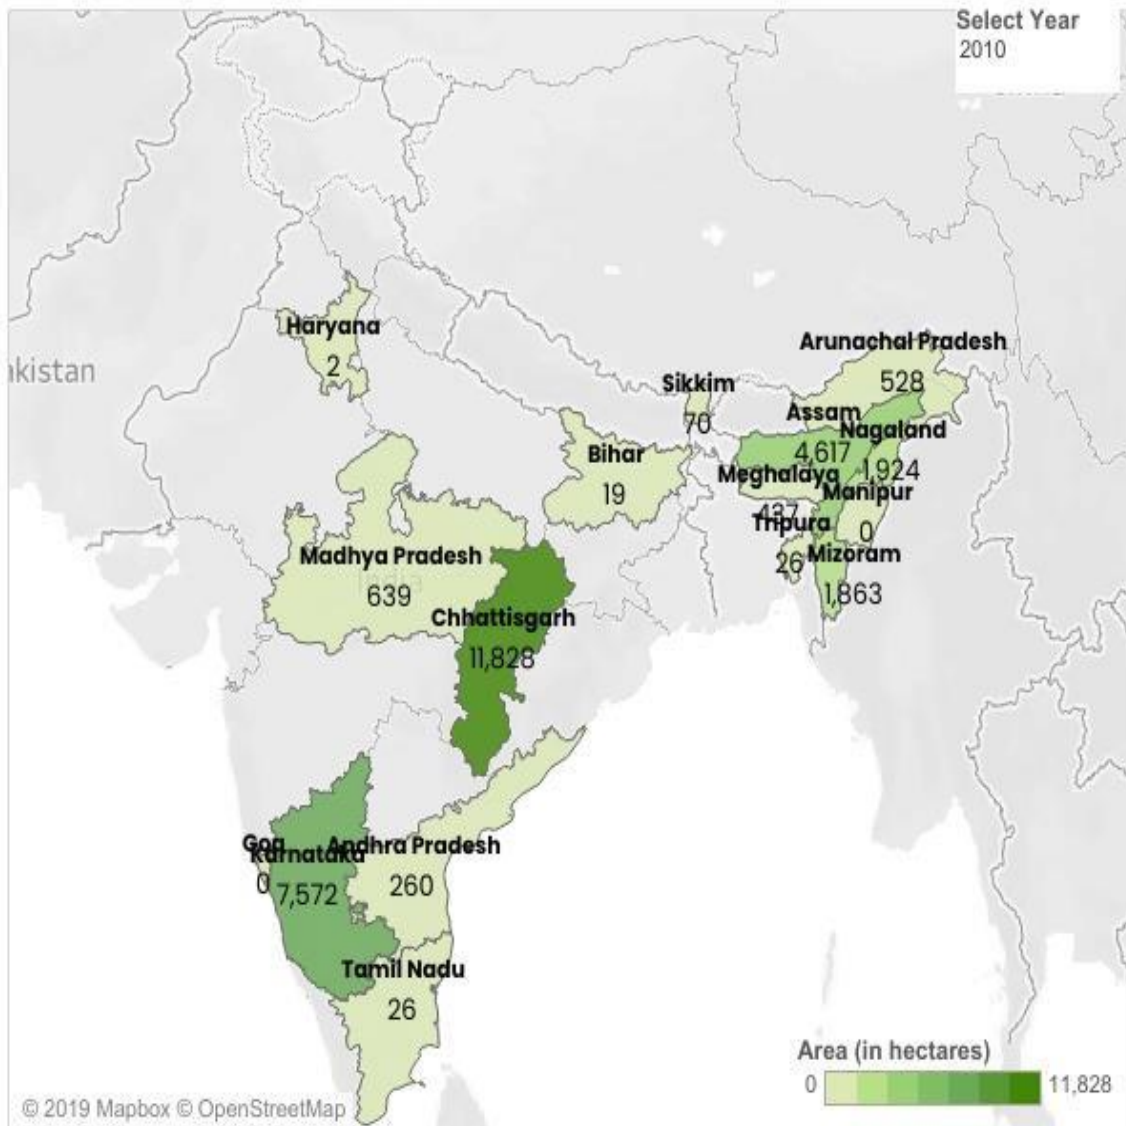 Select Year
2010
Haryana
2
akistan
Arunachal Pradesh
528
Sikkim
70
Assam
4,617
Nagaland
1,924
Bihar
19
Meghalaya
437
Manipur
0
Tripura
26
Mizoram
1,863
Madhya Pradesh
639
India
Chhattisgarh
11,828
Goa
0
Karnataka
7,572
Andhra Pradesh
260
Tamil Nadu
26
Area (in hectares)
0
11,828
© 2019 Mapbox © OpenStreetMap